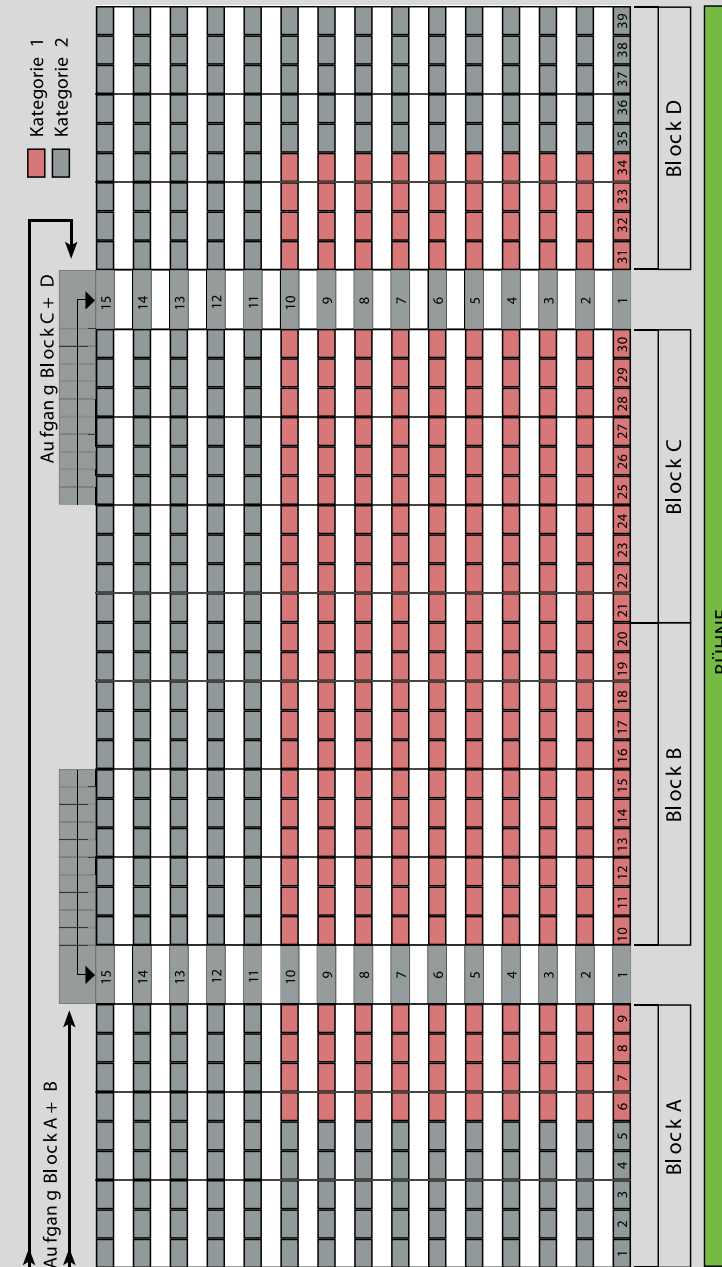 Kategorie 1
Kategorie 2
Aufgang Block C + D
Aufgang Block A + B
15 14 13 12 11 10 9 8 7 6 5 4 3 2 1
15 14 13 12 11 10 9 8 7 6 5 4 3 2 1
1 2 3 4 5 6 7 8 9 10 11 12 13 14 15 16 17 18 19 20 21 22 23 24 25 26 27 28 29 30 31 32 33 34 35 36 37 38 39
Block A
Block B
Block C
Block D
BÜHNE